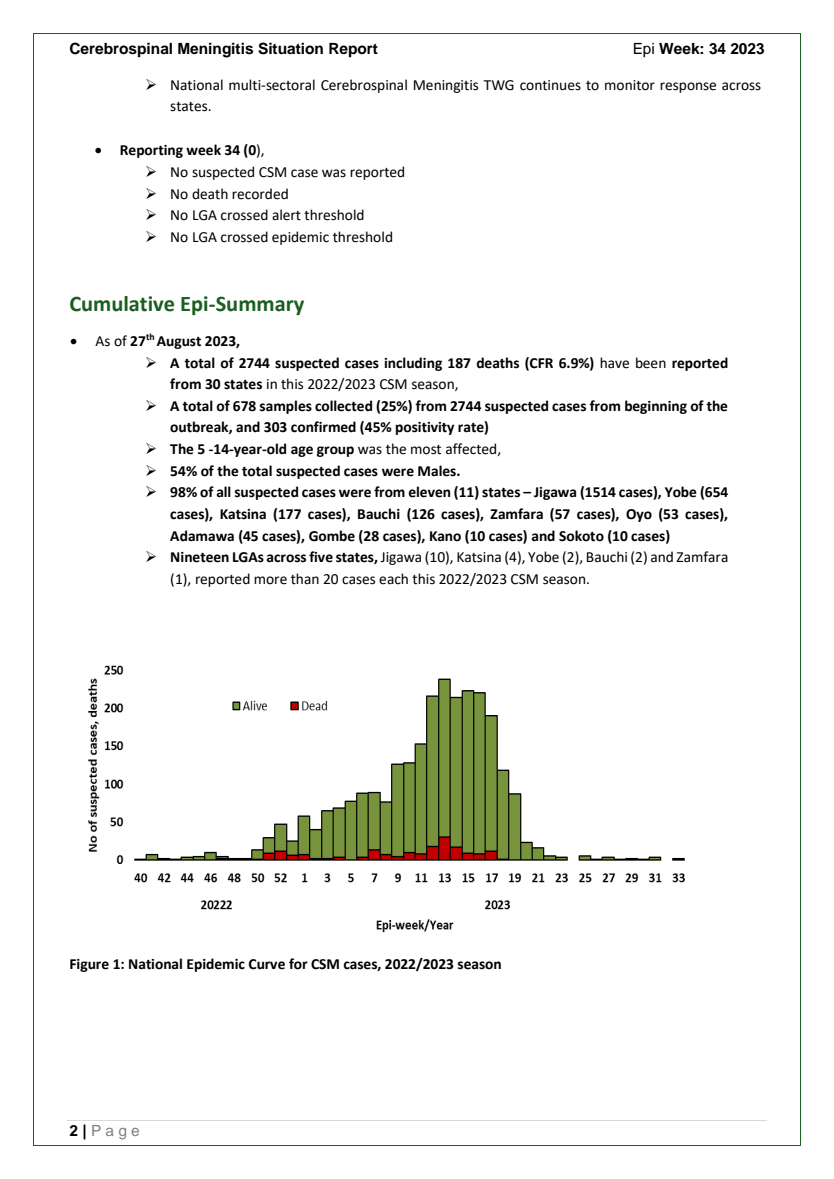 Cerebrospinal Meningitis Situation Report Epi Week: 34 2023
➢ National multi-sectoral Cerebrospinal Meningitis TWG continues to monitor response across
states.
• Reporting week 34 (0),
➢ No suspected CSM case was reported
➢ No death recorded
➢ No LGA crossed alert threshold
➢ No LGA crossed epidemic threshold
Cumulative Epi-Summary
• As of 27th August 2023,
➢ A total of 2744 suspected cases including 187 deaths (CFR 6.9%) have been reported
from 30 states in this 2022/2023 CSM season,
➢ A total of 678 samples collected (25%) from 2744 suspected cases from beginning of the
outbreak, and 303 confirmed (45% positivity rate)
➢ The 5 -14-year-old age group was the most affected,
➢ 54% of the total suspected cases were Males.
➢ 98% of all suspected cases were from eleven (11) states – Jigawa (1514 cases), Yobe (654
cases), Katsina (177 cases), Bauchi (126 cases), Zamfara (57 cases), Oyo (53 cases),
Adamawa (45 cases), Gombe (28 cases), Kano (10 cases) and Sokoto (10 cases)
➢ Nineteen LGAs across five states, Jigawa (10), Katsina (4), Yobe (2), Bauchi (2) and Zamfara
(1), reported more than 20 cases each this 2022/2023 CSM season.
No of suspected cases, deaths
250
200
150
100
50
0
Alive Dead
40 42 44 46 48 50 52 1 3 5 7 9 11 13 15 17 19 21 23 25 27 29 31 33
20222 2023
Epi-week/Year
Figure 1: National Epidemic Curve for CSM cases, 2022/2023 season
2 | Page